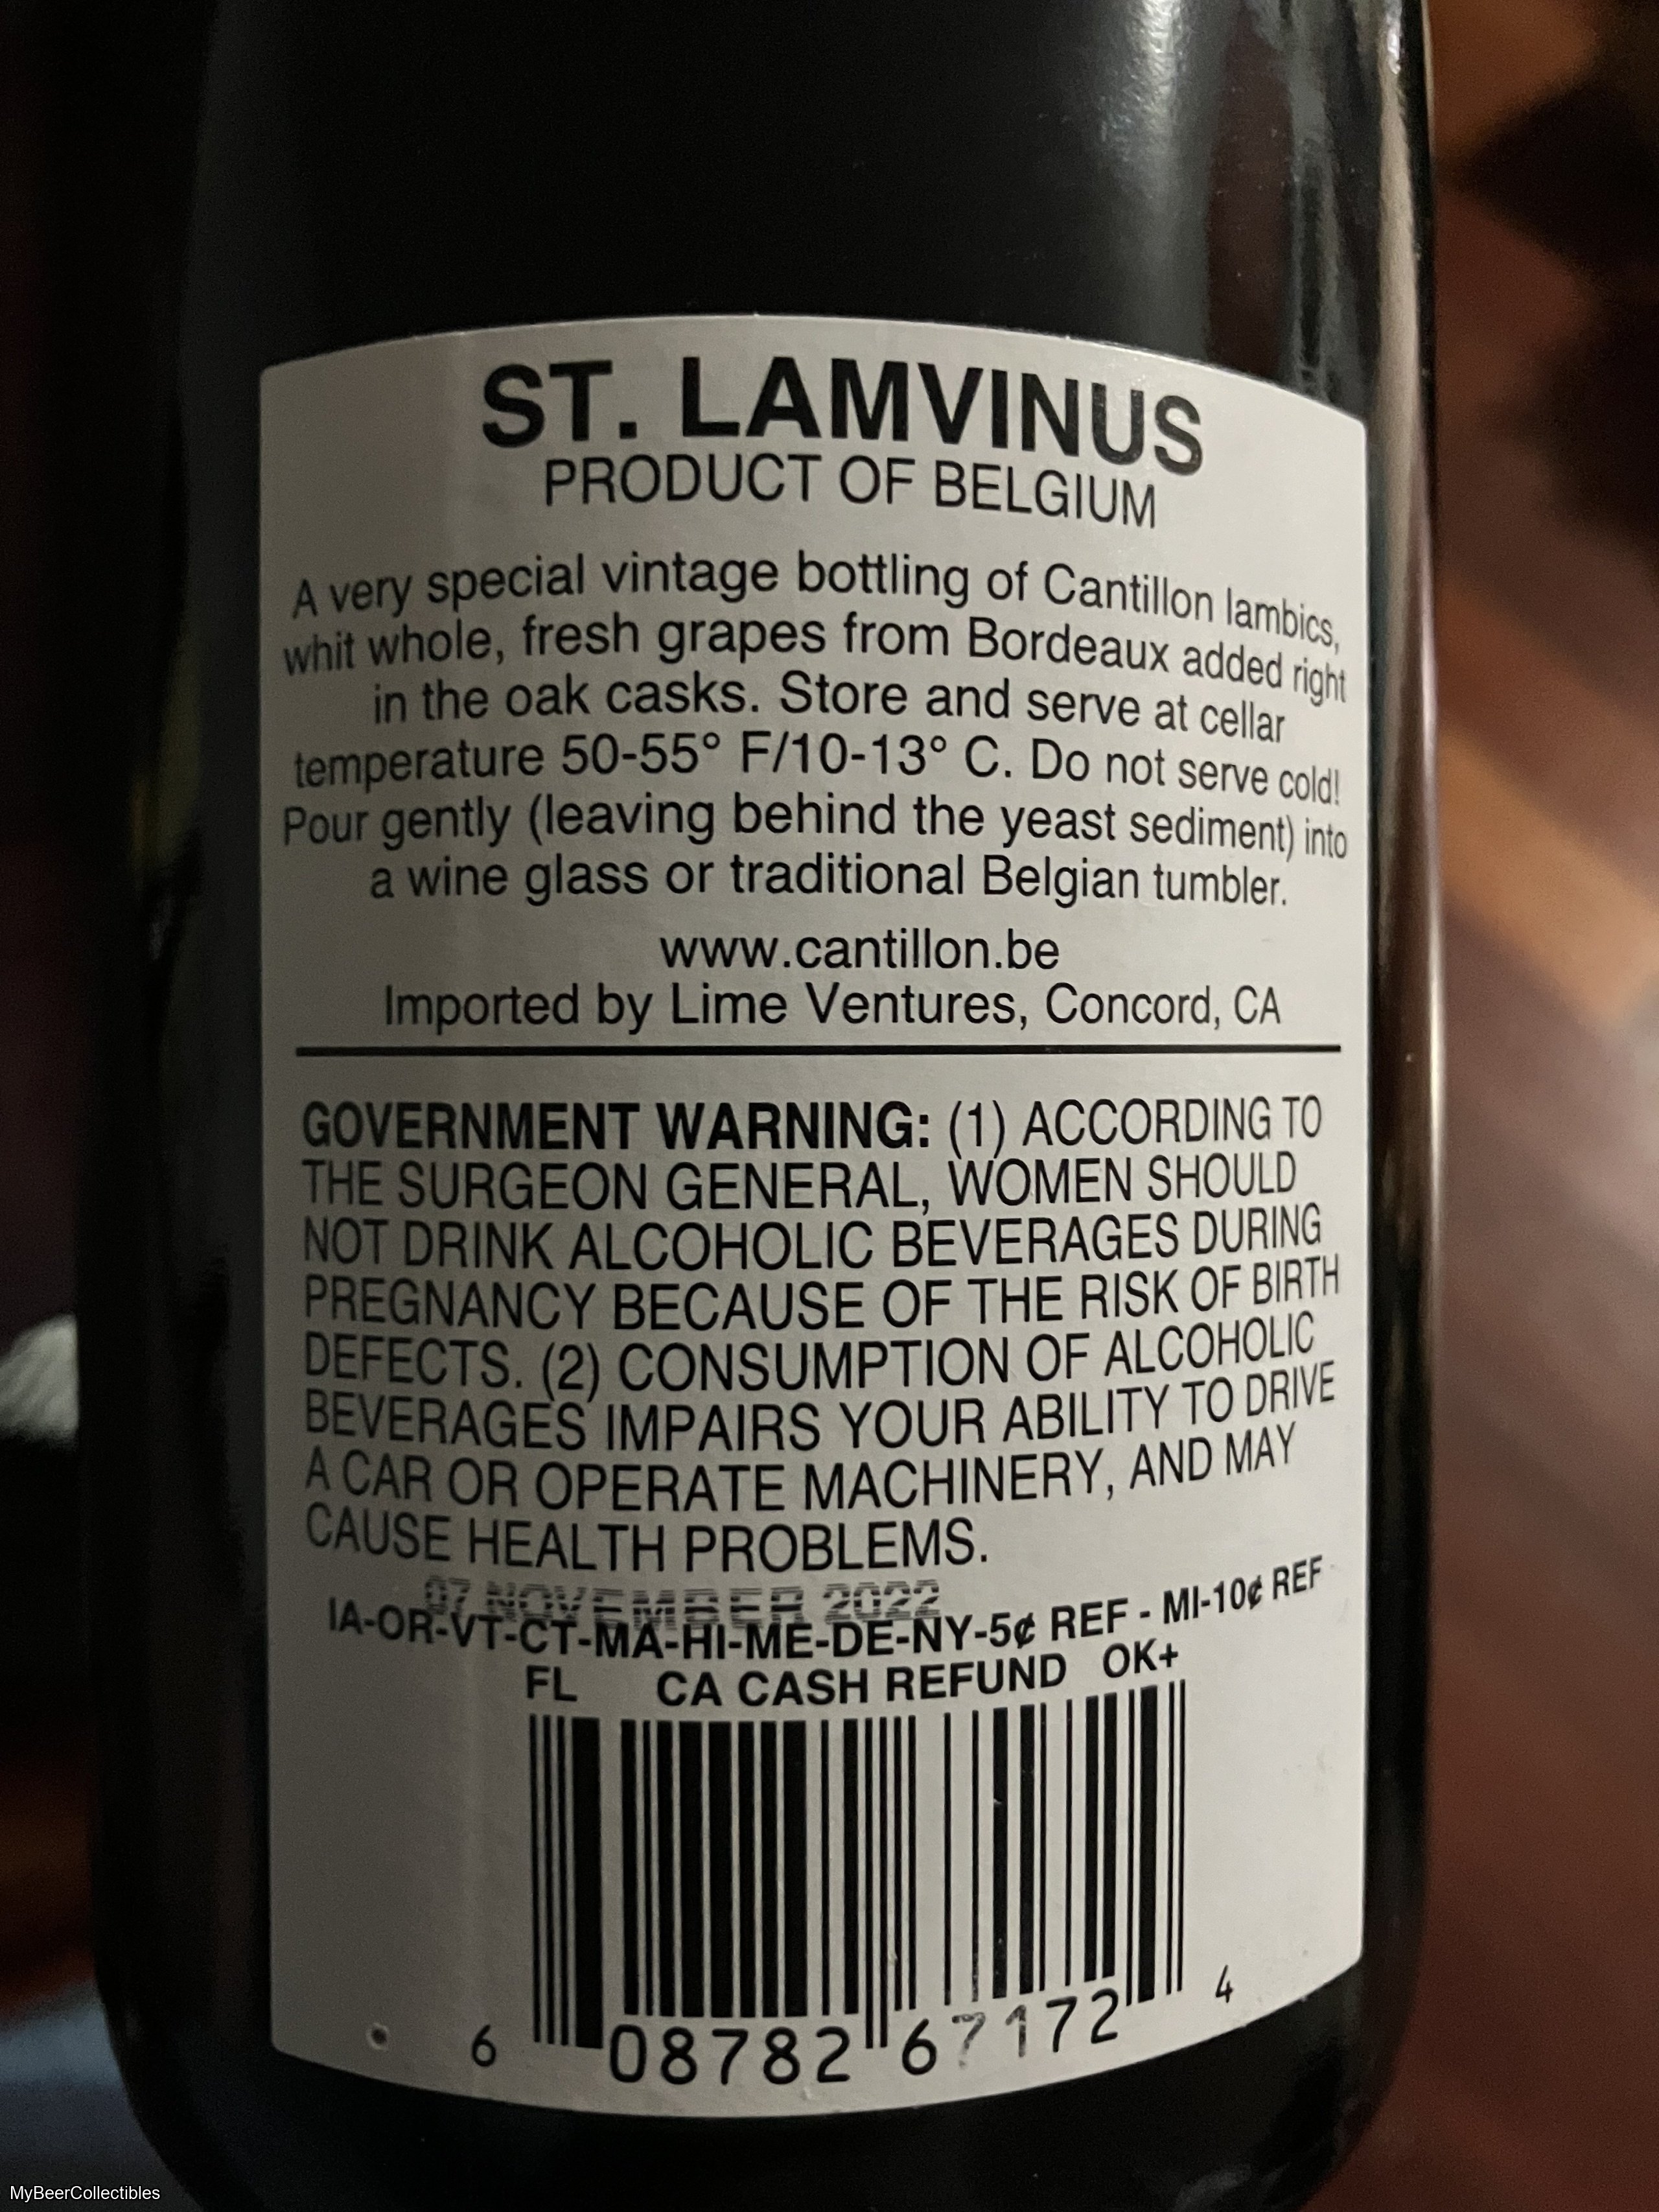 ST. LAMVINUS
PRODUCT OF BELGIUM
A very special vintage bottling of Cantillon lambics,
whit whole, fresh grapes from Bordeaux added right
in the oak casks. Store and serve at cellar
temperature 50-55° F/10-13° C. Do not serve cold!
Pour gently (leaving behind the yeast sediment) into
a wine glass or traditional Belgian tumbler.
www.cantillon.be
Imported by Lime Ventures, Concord, CA
GOVERNMENT WARNING: (1) ACCORDING TO
THE SURGEON GENERAL, WOMEN SHOULD
NOT DRINK ALCOHOLIC BEVERAGES DURING
PREGNANCY BECAUSE OF THE RISK OF BIRTH
DEFECTS. (2) CONSUMPTION OF ALCOHOLIC
BEVERAGES IMPAIRS YOUR ABILITY TO DRIVE
A CAR OR OPERATE MACHINERY, AND MAY
CAUSE HEALTH PROBLEMS.
07 NOVEMBER 2022
IA-OR-VT-CT-MA-HI-ME-DE-NY-5¢ REF - MI-10¢ REF
FL CA CASH REFUND OK+
6 08782 67172 4
MyBeerCollectibles